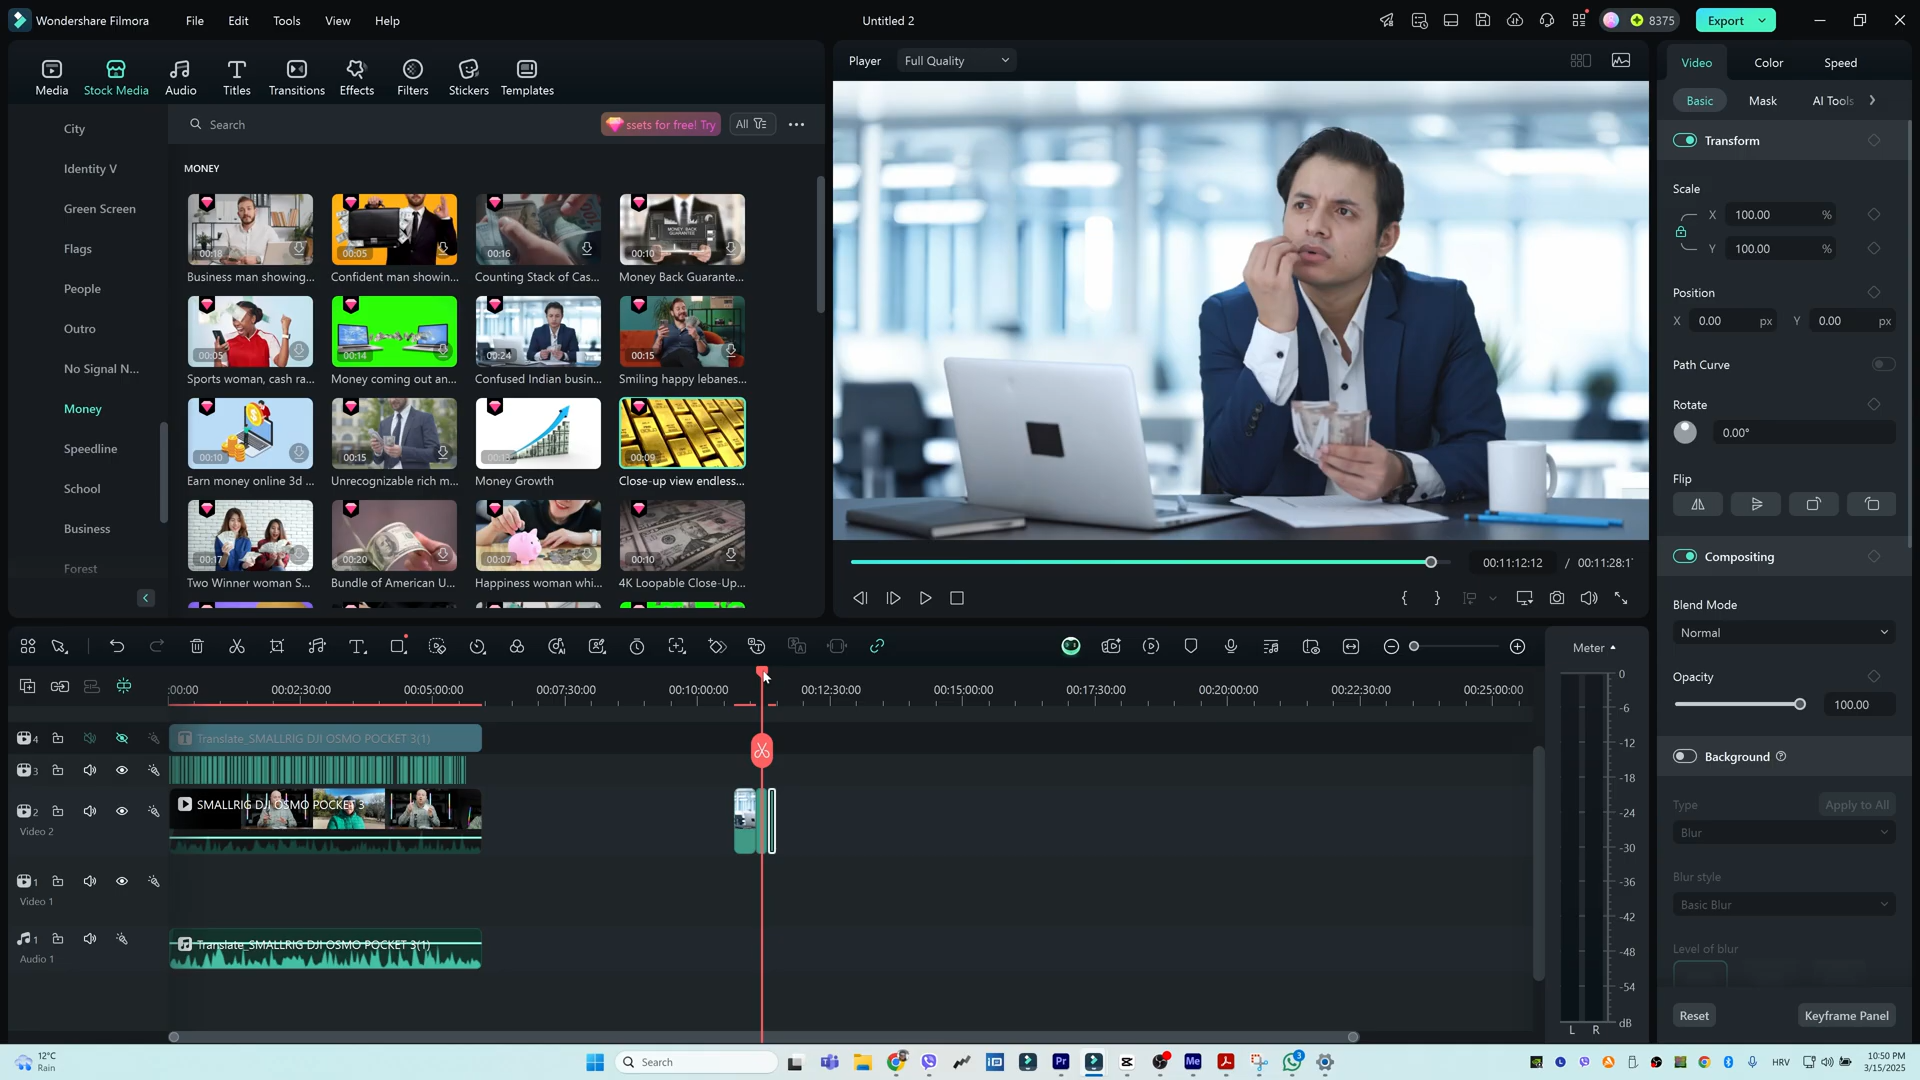 Wondershare Filmora File Edit Tools View Help Untitled 2 8375 Export
Media Stock Media Audio Titles Transitions Effects Filters Stickers Templates
City
Identity V
Green Screen
Flags
People
Outro
No Signal N...
Money
Speedline
School
Business
Forest
Search ssets for free! Try All
MONEY
00:18 00:05 00:16 00:10
Business man showing... Confident man showin... Counting Stack of Cas... Money Back Guarante...
00:05 00:14 00:24 00:15
Sports woman, cash ra... Money coming out an... Confused Indian busin... Smiling happy lebanes...
00:10 00:15 00:13 00:09
Earn money online 3d ... Unrecognizable rich m... Money Growth Close-up view endless...
00:17 00:20 00:07 00:10
Two Winner woman S... Bundle of American U... Happiness woman whi... 4K Loopable Close-Up...
Player Full Quality
00:11:12:12 / 00:11:28:1
Video Color Speed
Basic Mask AI Tools
Transform
Scale
X 100.00 %
Y 100.00 %
Position
X 0.00 px Y 0.00 px
Path Curve
Rotate
0.00°
Flip
Compositing
Blend Mode
Normal
Opacity
100.00
Background
Type Apply to All
Blur
Blur style
Basic Blur
Level of blur
Reset Keyframe Panel
Meter
0
-6
-12
-18
-24
-30
-36
-42
-48
-54
dB
L R
:00:00 00:02:30:00 00:05:00:00 00:07:30:00 00:10:00:00 00:12:30:00 00:15:00:00 00:17:30:00 00:20:00:00 00:22:30:00 00:25:00:00
4 Translate_SMALLRIG DJI OSMO POCKET 3(1)
3
2 SMALLRIG DJI OSMO POCKET 3
Video 2
1
Video 1
1 Translate_SMALLRIG DJI OSMO POCKET 3(1)
Audio 1
12°C
Rain
Search
Pr Me 3
HRV
10:50 PM
3/15/2025